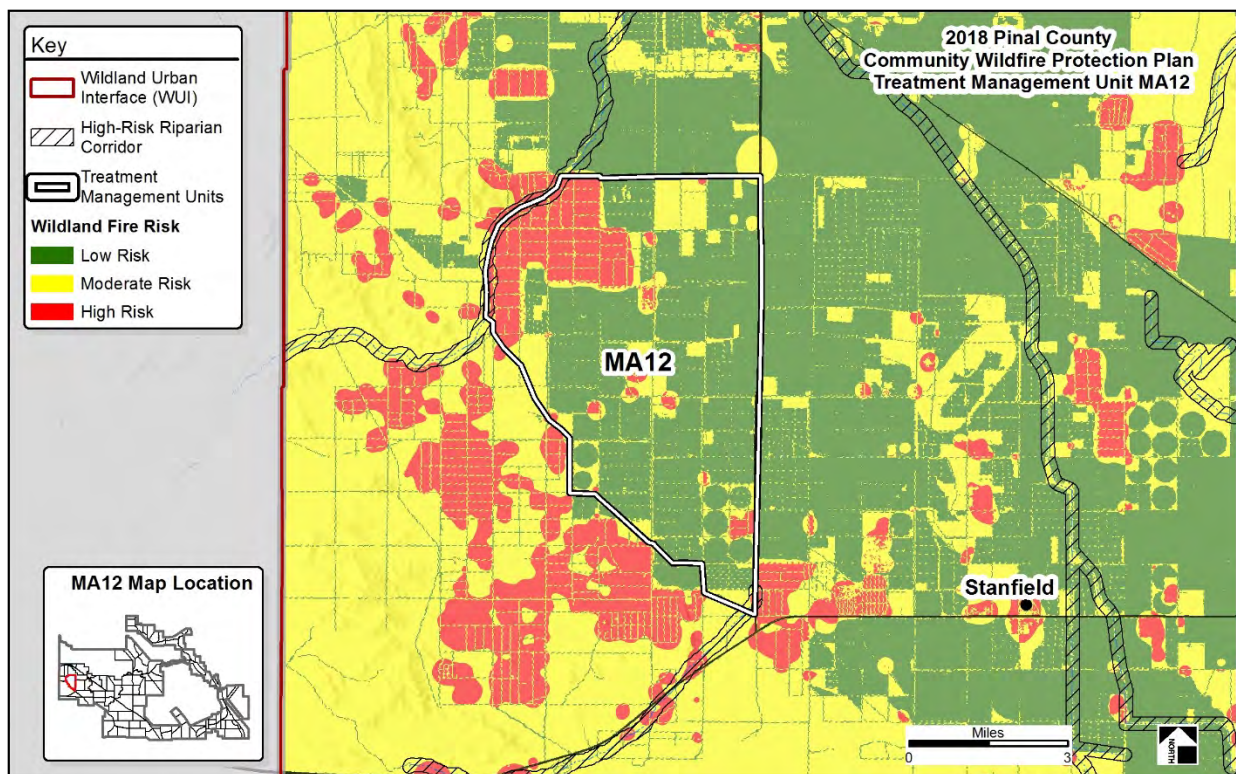 Key
Wildland Urban
Interface (WUI)
High-Risk Riparian
Corridor
Treatment
Management Units
Wildland Fire Risk
Low Risk
Moderate Risk
High Risk
2018 Pinal County
Community Wildfire Protection Plan
Treatment Management Unit MA12
MA12
Stanfield
MA12 Map Location
Miles
3
NORTH